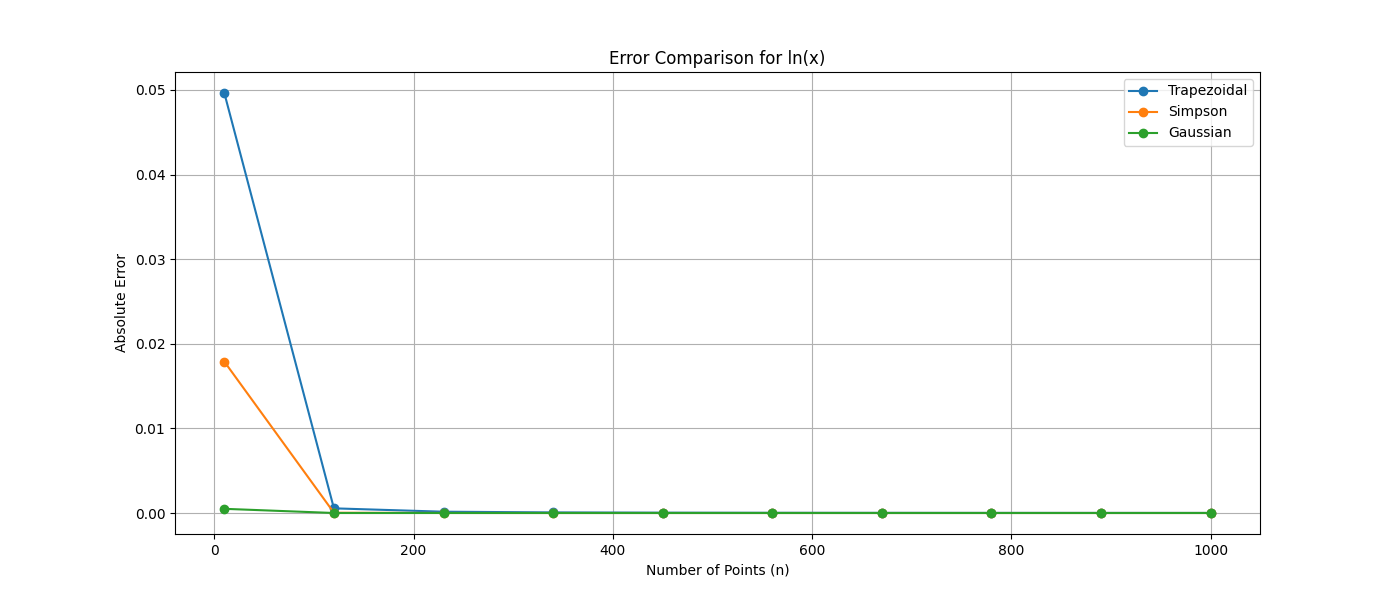 Error Comparison for ln(x)
Trapezoidal
Simpson
Gaussian
Absolute Error
0.05
0.04
0.03
0.02
0.01
0.00
0 200 400 600 800 1000
Number of Points (n)